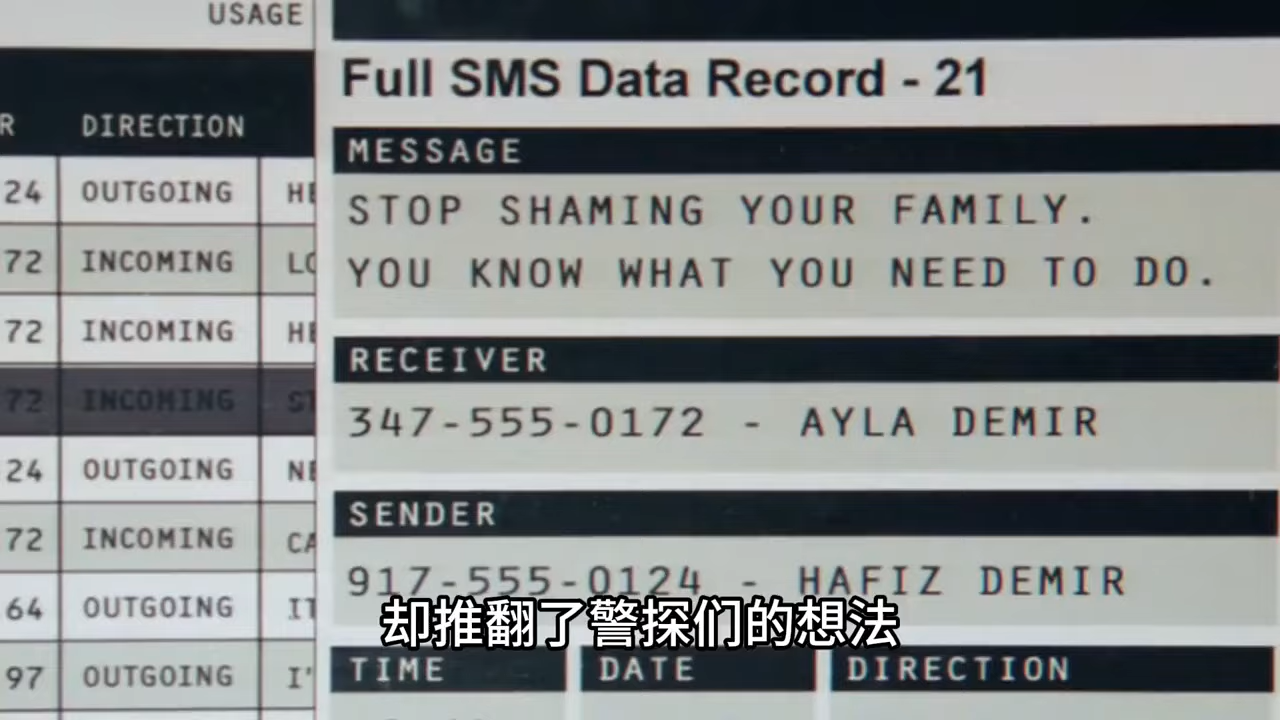 USAGE
DIRECTION
24 OUTGOING
72 INCOMING
72 INCOMING
72 INCOMING
24 OUTGOING
72 INCOMING
64 OUTGOING
97 OUTGOING
Full SMS Data Record - 21
MESSAGE
STOP SHAMING YOUR FAMILY.
YOU KNOW WHAT YOU NEED TO DO.
RECEIVER
347-555-0172 - AYLA DEMIR
SENDER
917-555-0124 - HAFIZ DEMIR
却推翻了警探们的想法
TIME
DATE
DIRECTION